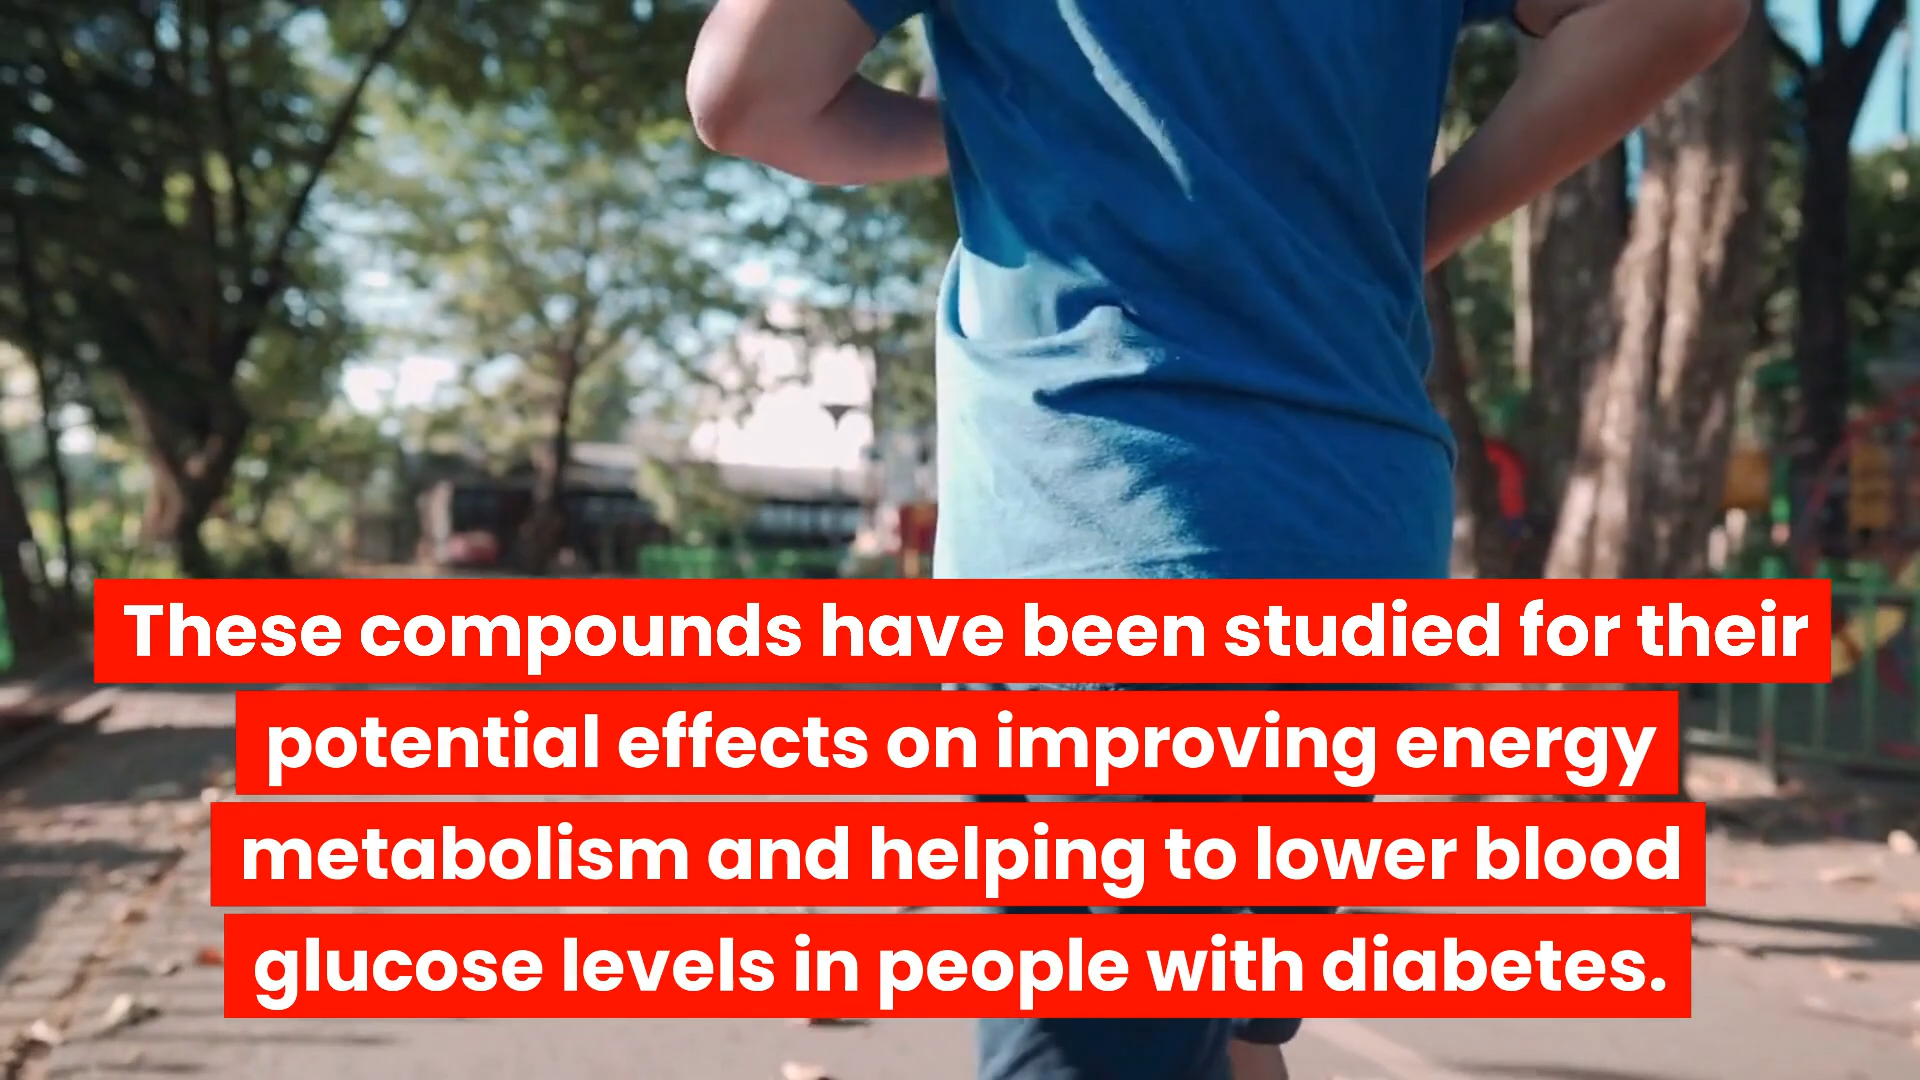 These compounds have been studied for their
potential effects on improving energy
metabolism and helping to lower blood
glucose levels in people with diabetes.